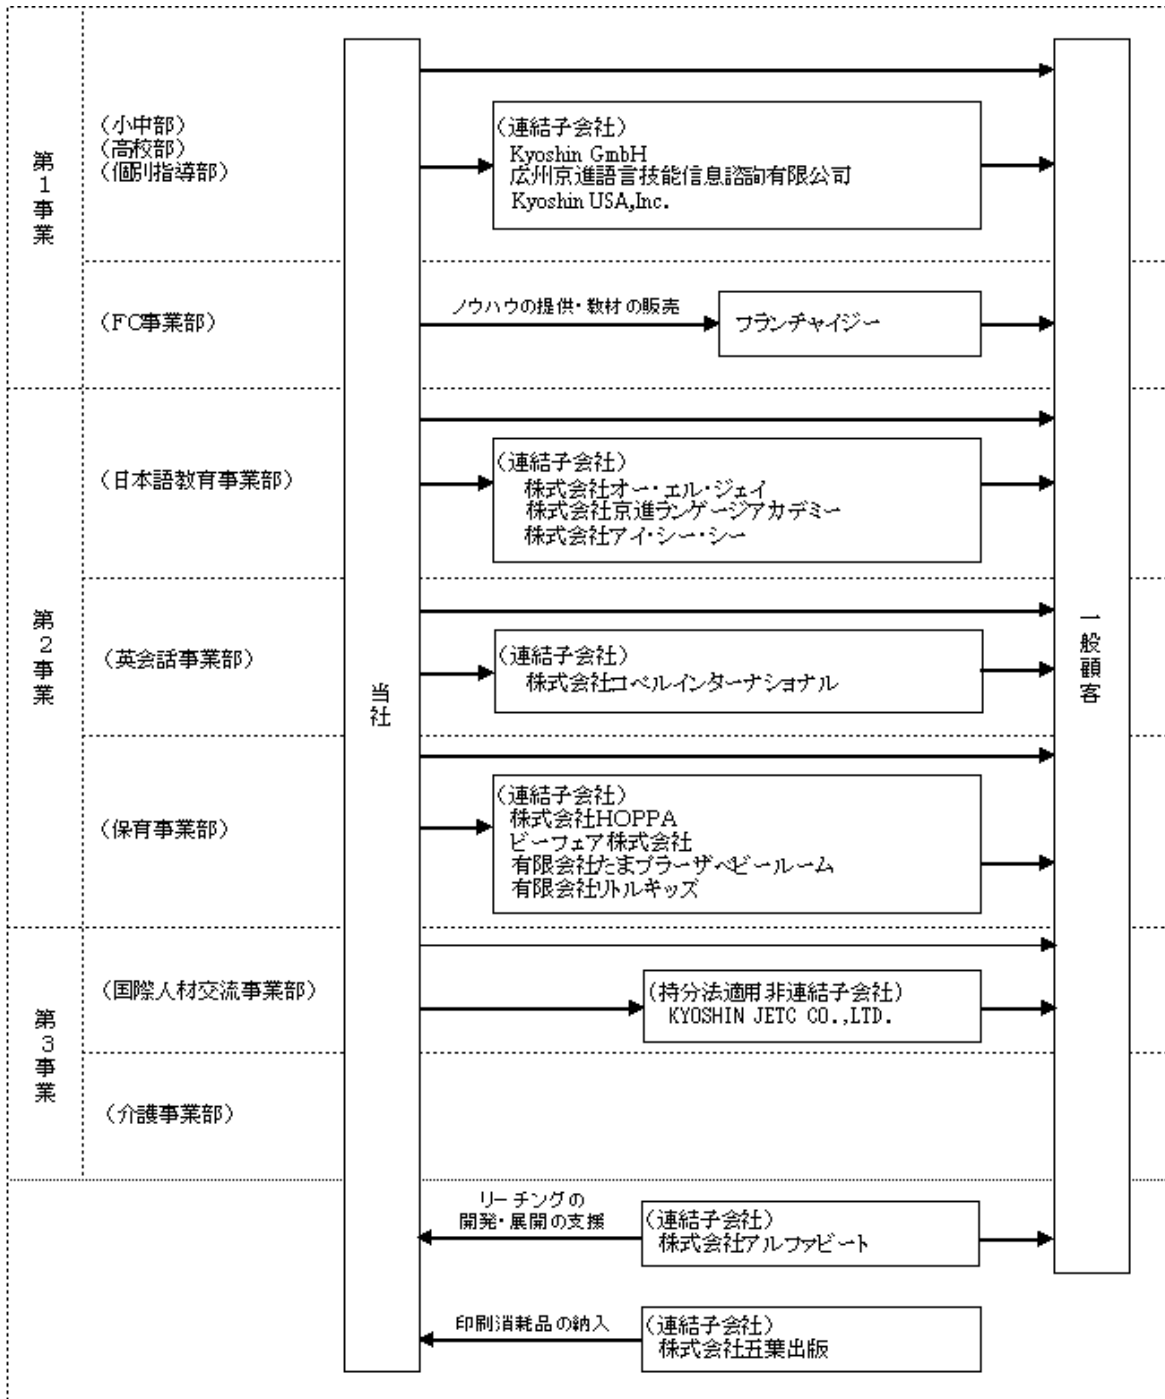 第1事業
（小中部）
（高校部）
（個別指導部）
（連結子会社）
Kyoshin GmbH
広州京進語言技能信息諮詢有限公司
Kyoshin USA,Inc.
（FC事業部）
ノウハウの提供・教材の販売
フランチャイジー
第2事業
（日本語教育事業部）
（連結子会社）
株式会社オー・エル・ジェイ
株式会社京進ランゲージアカデミー
株式会社アイ・シー・シー
（英会話事業部）
（連結子会社）
株式会社コペルインターナショナル
（保育事業部）
（連結子会社）
株式会社HOPPA
ビーフェア株式会社
有限会社たまプラーザベビールーム
有限会社リトルキッズ
第3事業
（国際人材交流事業部）
（持分法適用非連結子会社）
KYOSHIN JETC CO.,LTD.
（介護事業部）
当社
一般顧客
リーチングの
開発・展開の支援
（連結子会社）
株式会社アルファビート
印刷消耗品の納入
（連結子会社）
株式会社五葉出版